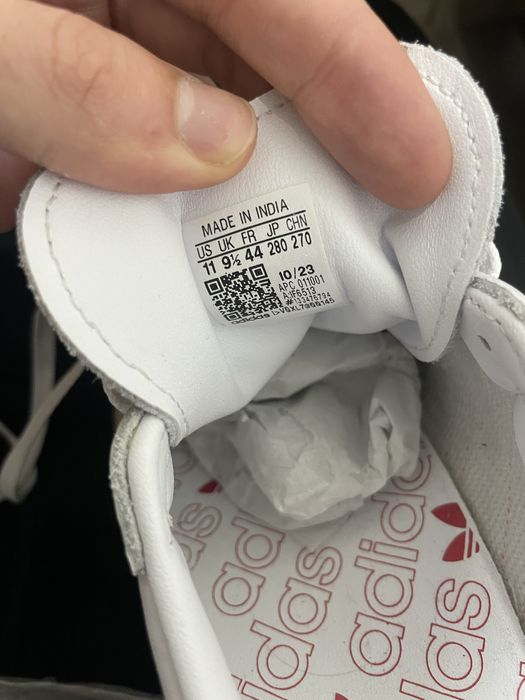 MADE IN INDIA
US UK FR JP CHN
11 9½ 44 280 270
10/23
APC 011001
adidas
adidas
adidas
adidas
adidas